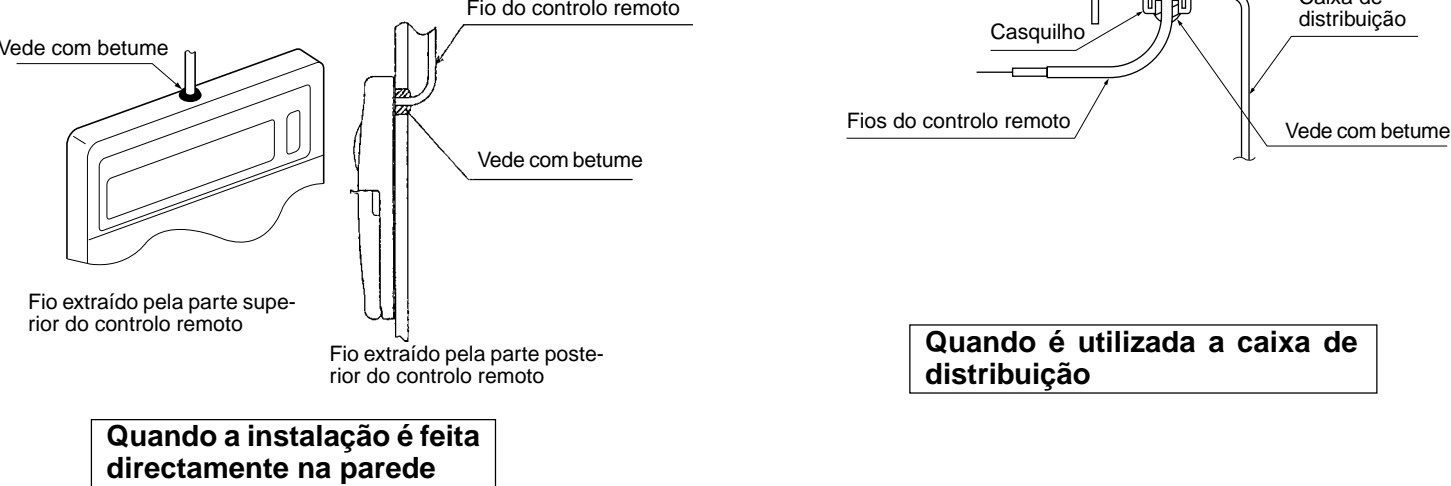 Fio do controlo remoto
Vede com betume
Vede com betume
Fio extraído pela parte supe-
rior do controlo remoto
Fio extraído pela parte poste-
rior do controlo remoto
Quando a instalação é feita
directamente na parede
Caixa de
distribuição
Casquilho
Fios do controlo remoto
Vede com betume
Quando é utilizada a caixa de
distribuição